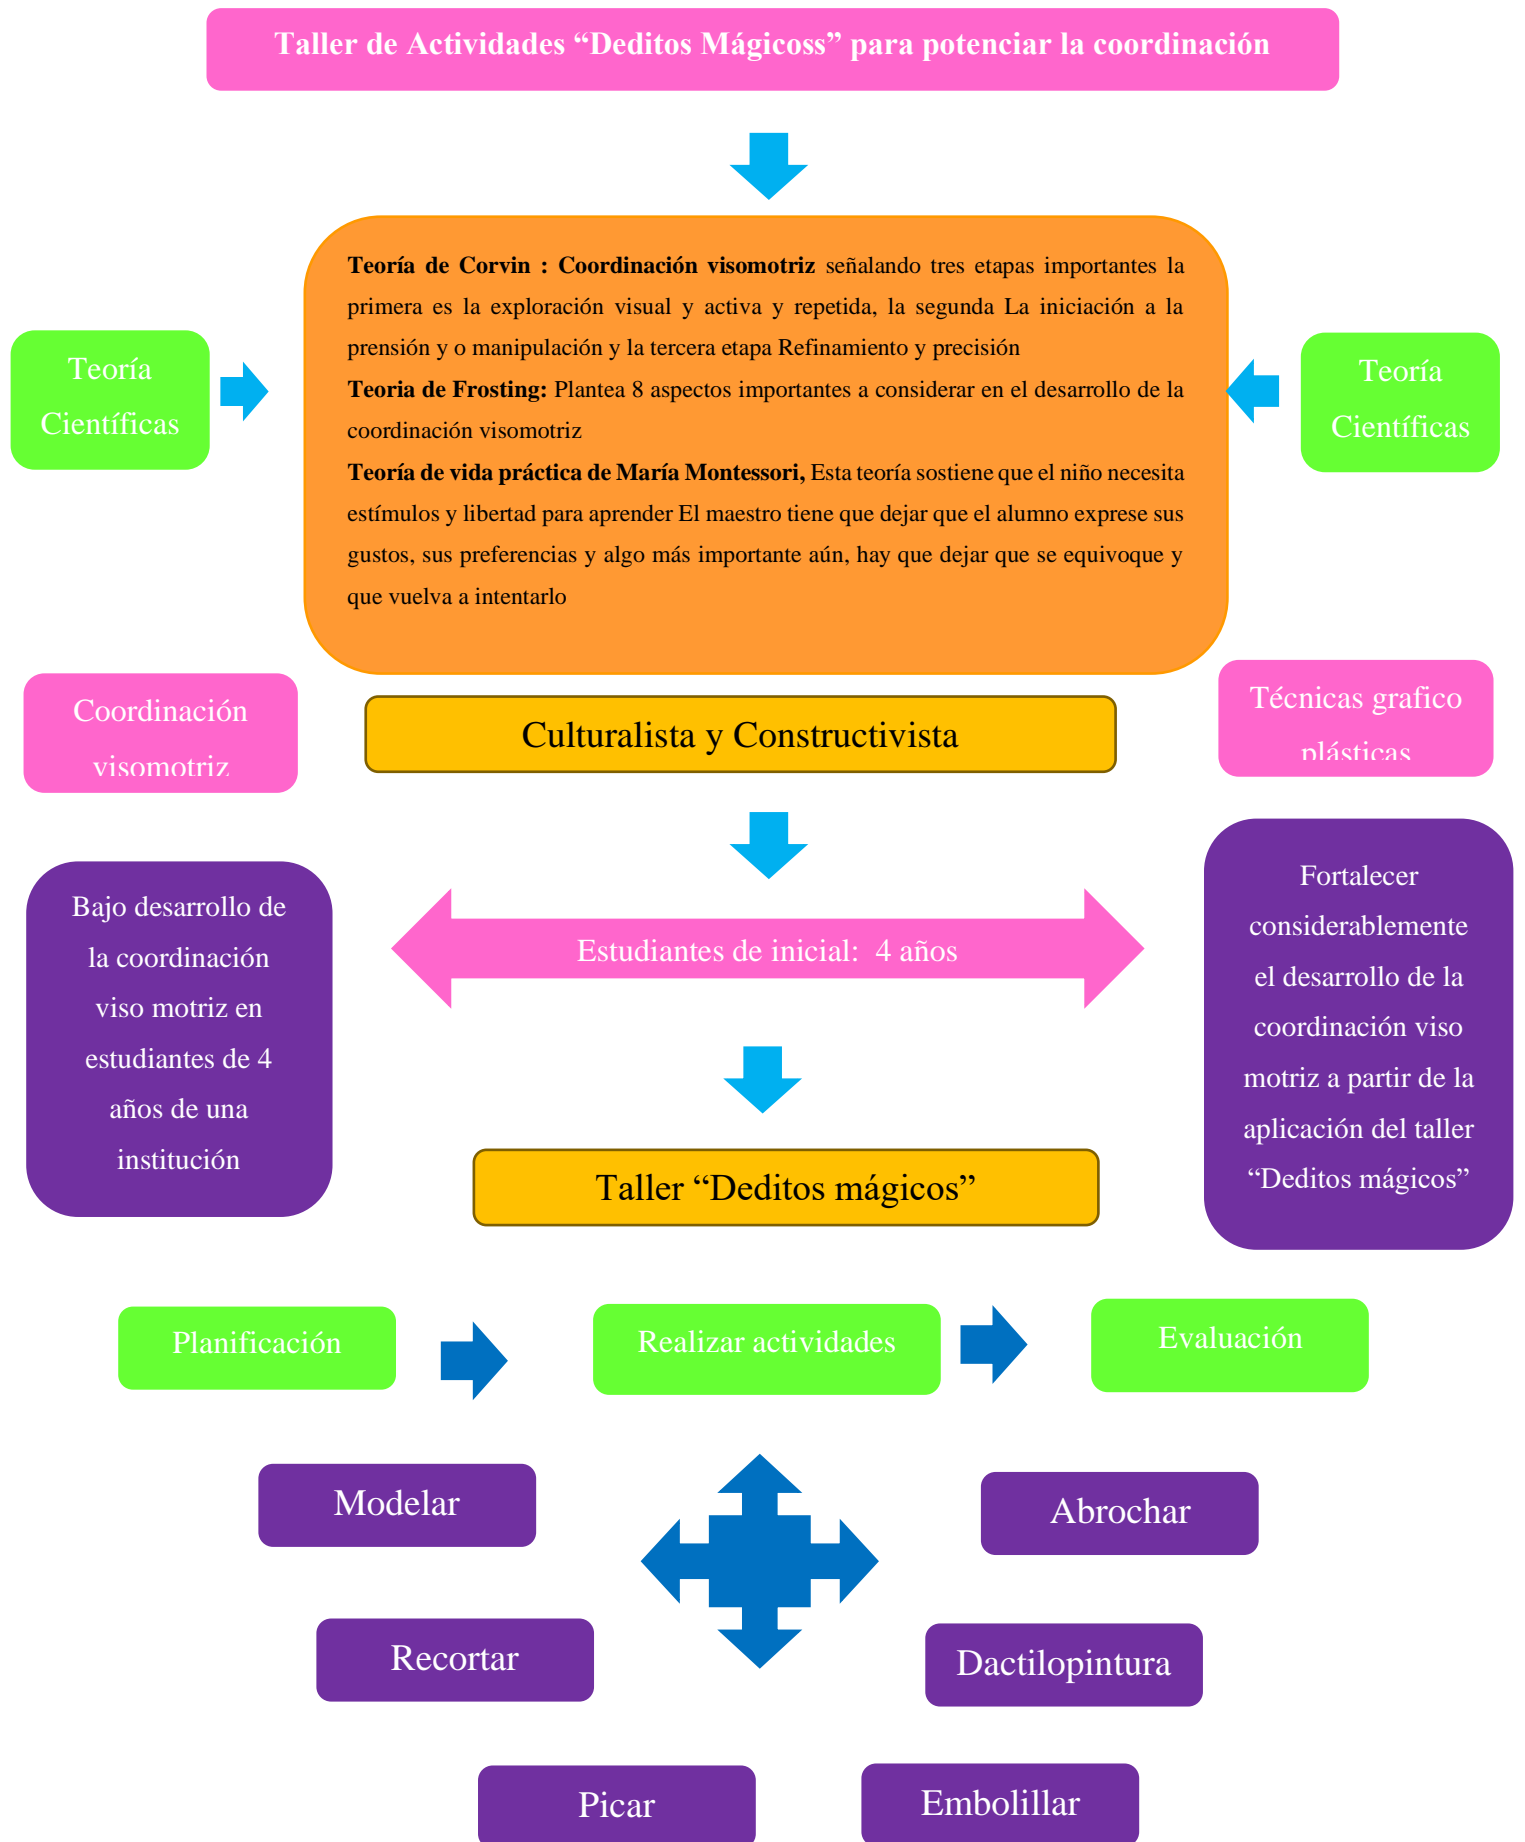 Taller de Actividades “Deditos Mágicoss” para potenciar la coordinación
Teoría de Corvin : Coordinación visomotriz señalando tres etapas importantes la
primera es la exploración visual y activa y repetida, la segunda La iniciación a la
prensión y o manipulación y la tercera etapa Refinamiento y precisión
Teoria de Frosting: Plantea 8 aspectos importantes a considerar en el desarrollo de la
coordinación visomotriz
Teoría de vida práctica de María Montessori, Esta teoría sostiene que el niño necesita
estímulos y libertad para aprender El maestro tiene que dejar que el alumno exprese sus
gustos, sus preferencias y algo más importante aún, hay que dejar que se equivoque y
que vuelva a intentarlo
Teoría
Científicas
Teoría
Científicas
Coordinación
visomotriz
Culturalista y Constructivista
Técnicas grafico
plásticas
Bajo desarrollo de
la coordinación
viso motriz en
estudiantes de 4
años de una
institución
Estudiantes de inicial: 4 años
Fortalecer
considerablemente
el desarrollo de la
coordinación viso
motriz a partir de la
aplicación del taller
“Deditos mágicos”
Taller “Deditos mágicos”
Planificación
Realizar actividades
Evaluación
Modelar
Abrochar
Recortar
Dactilopintura
Picar
Embolillar